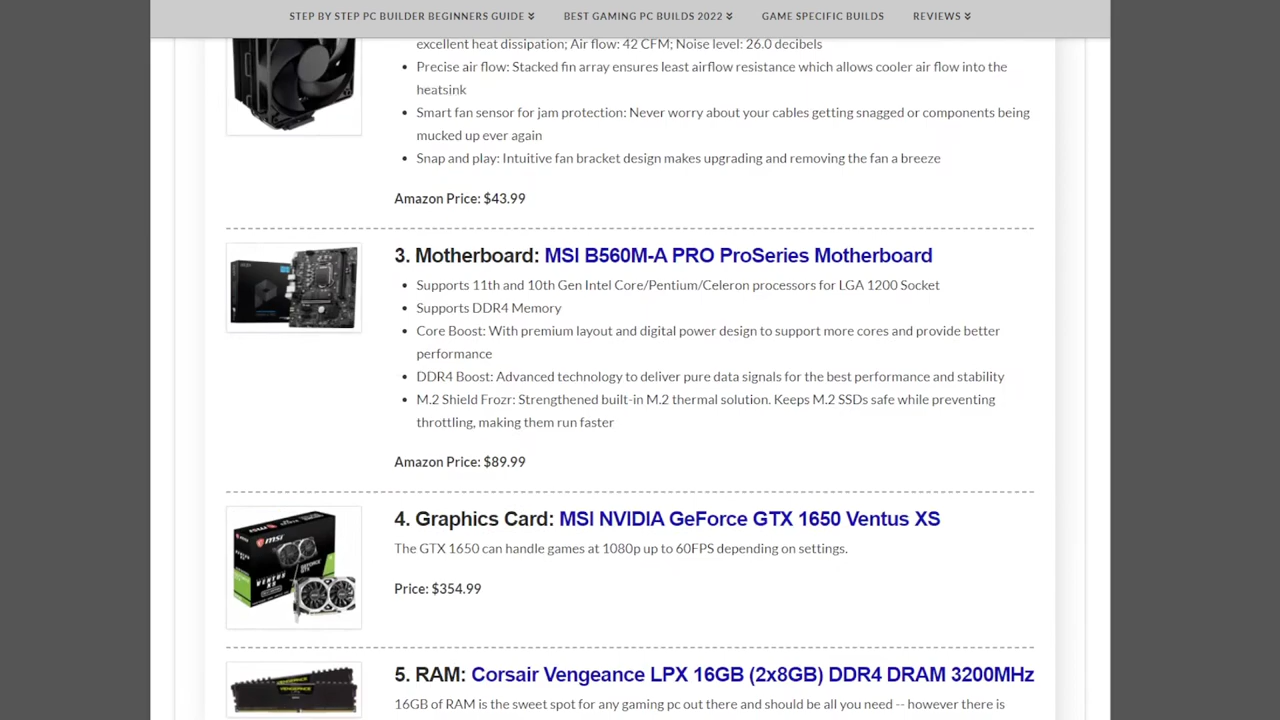 STEP BY STEP PC BUILDER BEGINNERS GUIDE BEST GAMING PC BUILDS 2022 GAME SPECIFIC BUILDS REVIEWS
excellent heat dissipation; Air flow: 42 CFM; Noise level: 26.0 decibels
Precise air flow: Stacked fin array ensures least airflow resistance which allows cooler air flow into the
heatsink
Smart fan sensor for jam protection: Never worry about your cables getting snagged or components being
mucked up ever again
Snap and play: Intuitive fan bracket design makes upgrading and removing the fan a breeze
Amazon Price: $43.99
3. Motherboard: MSI B560M-A PRO ProSeries Motherboard
Supports 11th and 10th Gen Intel Core/Pentium/Celeron processors for LGA 1200 Socket
Supports DDR4 Memory
Core Boost: With premium layout and digital power design to support more cores and provide better
performance
DDR4 Boost: Advanced technology to deliver pure data signals for the best performance and stability
M.2 Shield Frozr: Strengthened built-in M.2 thermal solution. Keeps M.2 SSDs safe while preventing
throttling, making them run faster
Amazon Price: $89.99
4. Graphics Card: MSI NVIDIA GeForce GTX 1650 Ventus XS
msi
VENTUS
The GTX 1650 can handle games at 1080p up to 60FPS depending on settings.
Price: $354.99
5. RAM: Corsair Vengeance LPX 16GB (2x8GB) DDR4 DRAM 3200MHz
VENGEANCE
16GB of RAM is the sweet spot for any gaming pc out there and should be all you need -- however there is